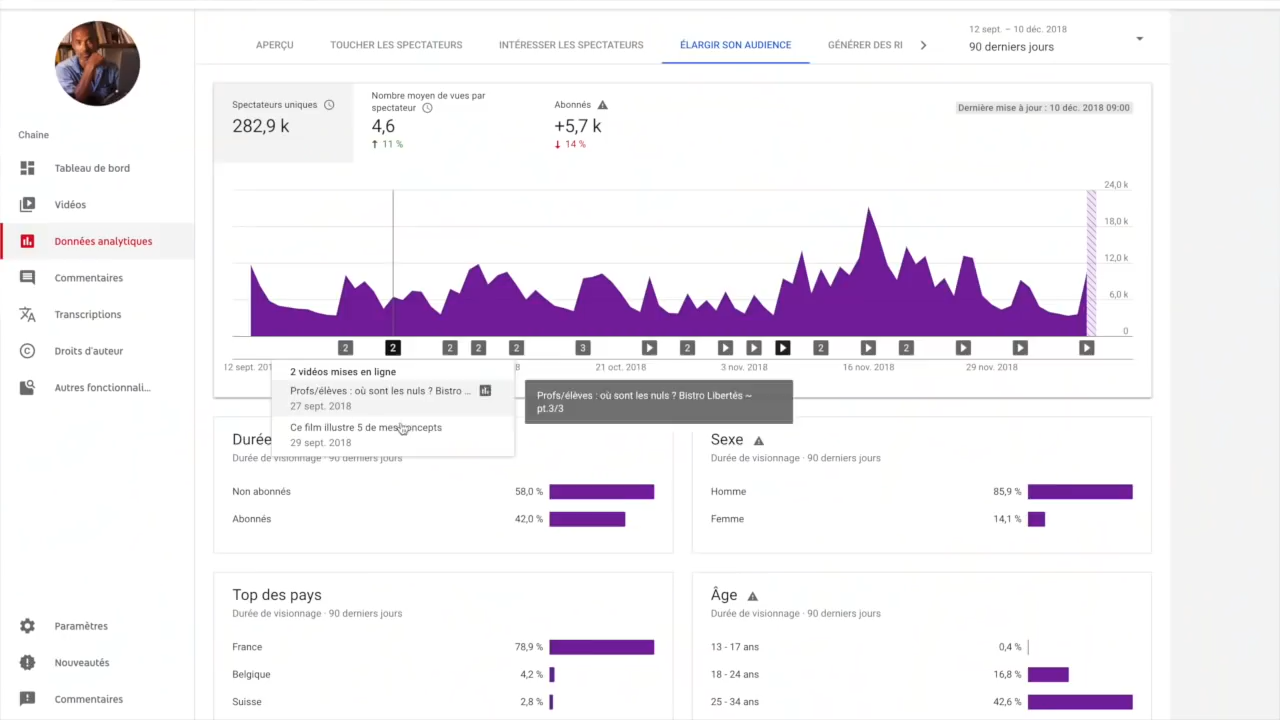 APERÇU
TOUCHER LES SPECTATEURS
INTÉRESSER LES SPECTATEURS
ÉLARGIR SON AUDIENCE
GÉNÉRER DES RI
12 sept. – 10 déc. 2018
90 derniers jours
Chaîne
Tableau de bord
Vidéos
Données analytiques
Commentaires
Transcriptions
Droits d'auteur
Autres fonctionnali...
Paramètres
Nouveautés
Commentaires
Spectateurs uniques
282,9 k
Nombre moyen de vues par
spectateur
4,6
11 %
Abonnés
+5,7 k
14 %
Dernière mise à jour : 10 déc. 2018 09:00
24,0 k
18,0 k
12,0 k
6,0 k
0
2 2 2 2 2 3 2 2 2
12 sept. 201
8
21 oct. 2018
3 nov. 2018
16 nov. 2018
29 nov. 2018
2 vidéos mises en ligne
Profs/élèves : où sont les nuls ? Bistro ...
27 sept. 2018
Ce film illustre 5 de mes concepts
29 sept. 2018
Profs/élèves : où sont les nuls ? Bistro Libertés ~
pt.3/3
Durée
Durée de visionnage · 90 derniers jours
Non abonnés 58,0 %
Abonnés 42,0 %
Sexe
Durée de visionnage · 90 derniers jours
Homme 85,9 %
Femme 14,1 %
Top des pays
Durée de visionnage · 90 derniers jours
France 78,9 %
Belgique 4,2 %
Suisse 2,8 %
Âge
Durée de visionnage · 90 derniers jours
13 - 17 ans 0,4 %
18 - 24 ans 16,8 %
25 - 34 ans 42,6 %